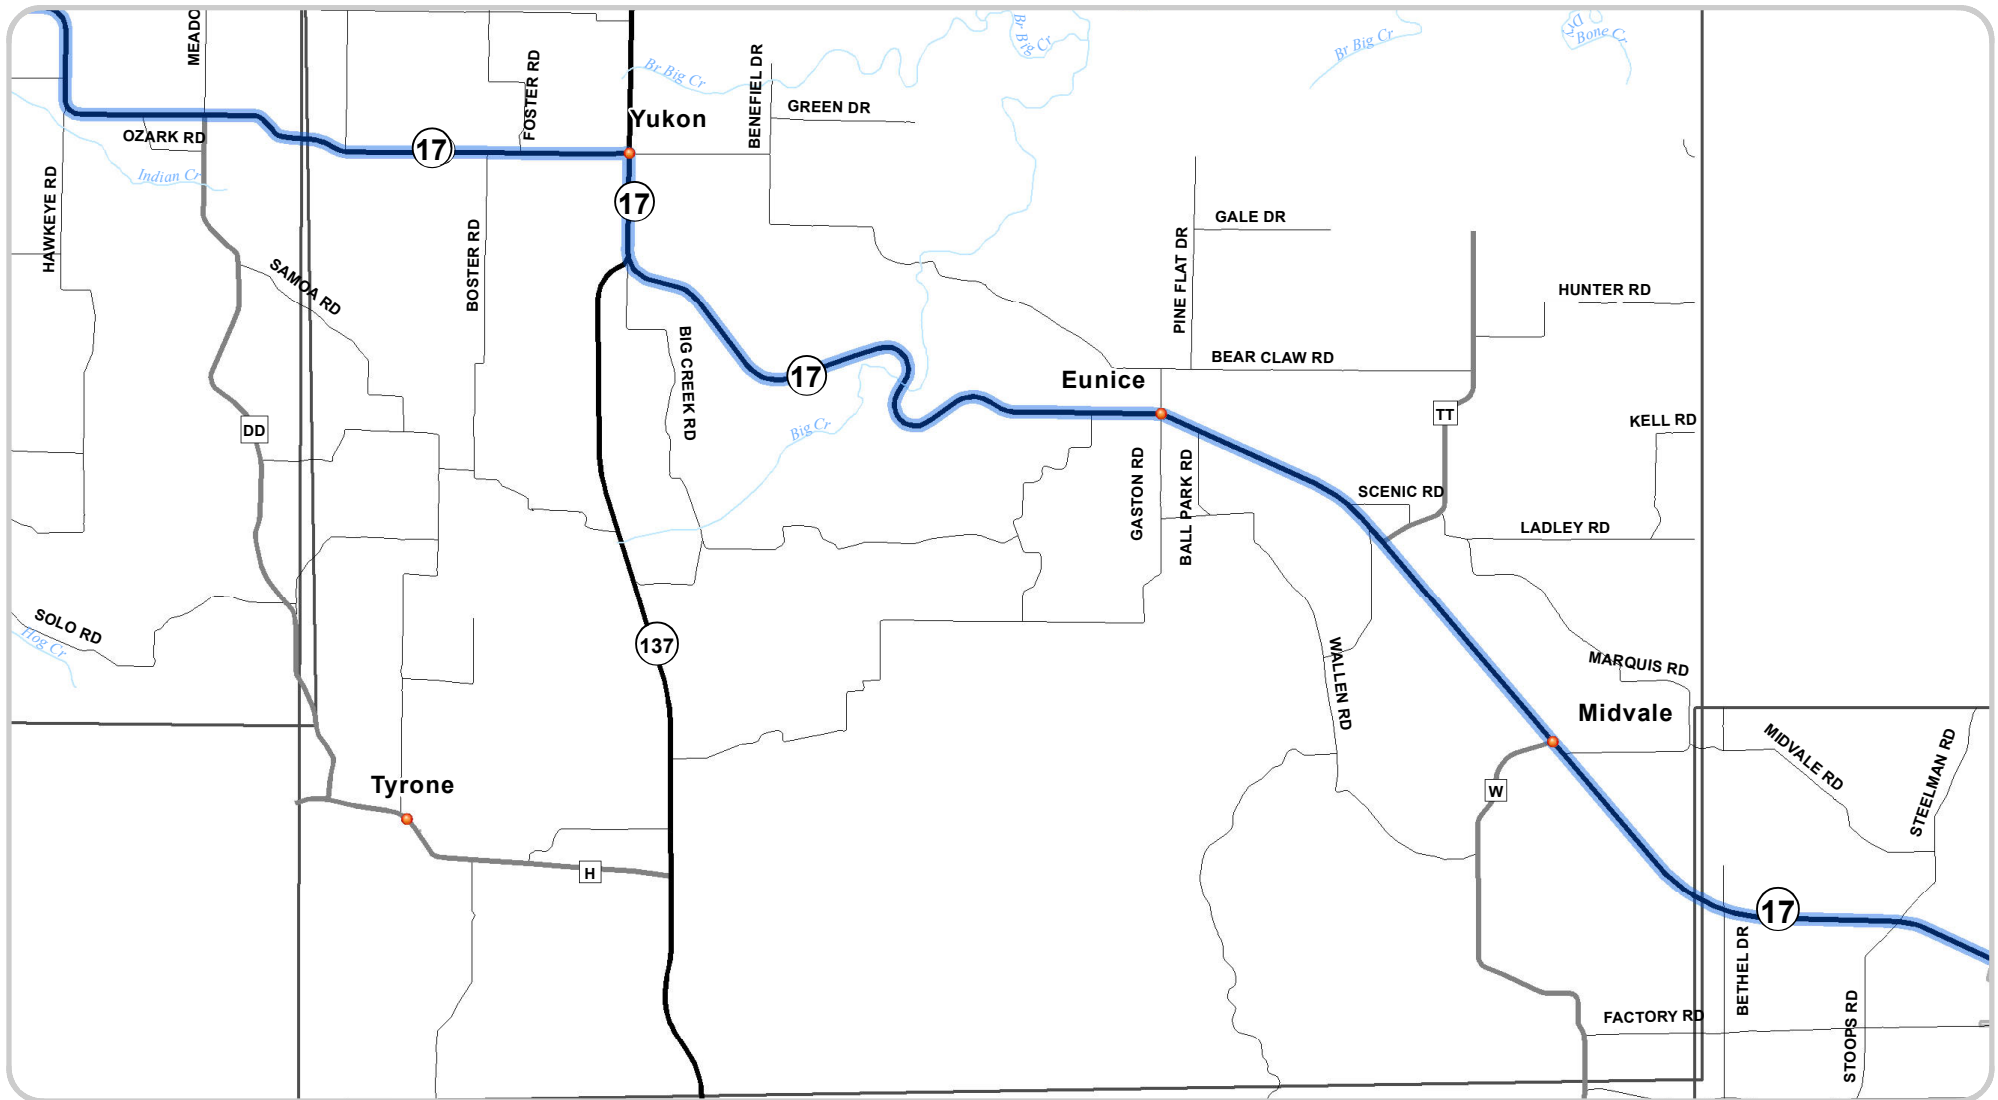 MEADO
FOSTER RD
BENEFIEL DR
Br Big Cr
Br Big Cr
Br Big Cr
Bone Cr
Dry
GREEN DR
Yukon
OZARK RD
17
Indian Cr
HAWKEYE RD
17
GALE DR
BOSTER RD
PINE FLAT DR
SAMOA RD
HUNTER RD
BIG CREEK RD
BEAR CLAW RD
17
Eunice
TT
KELL RD
DD
Big Cr
GASTON RD
BALL PARK RD
SCENIC RD
LADLEY RD
SOLO RD
Hog Cr
137
WALLEN RD
MARQUIS RD
Midvale
MIDVALE RD
STEELMAN RD
Tyrone
W
H
17
BETHEL DR
FACTORY RD
STOOPS RD